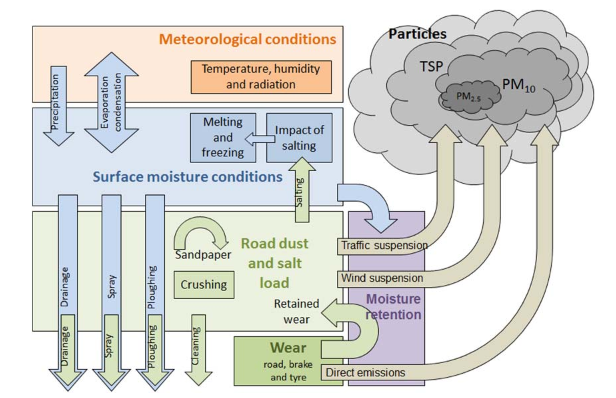 Meteorological conditions
Temperature, humidity
and radiation
Precipitation
Evaporation
condensation
Particles
TSP
PM10
PM2.5
Melting
and
freezing
Impact of
salting
Surface moisture conditions
Salting
Drainage
Spray
Ploughing
Sandpaper
Crushing
Road dust
and salt
load
Retained
wear
Traffic suspension
Wind suspension
Moisture
retention
Drainage
Spray
Ploughing
Cleaning
Wear
road, brake
and tyre
Direct emissions